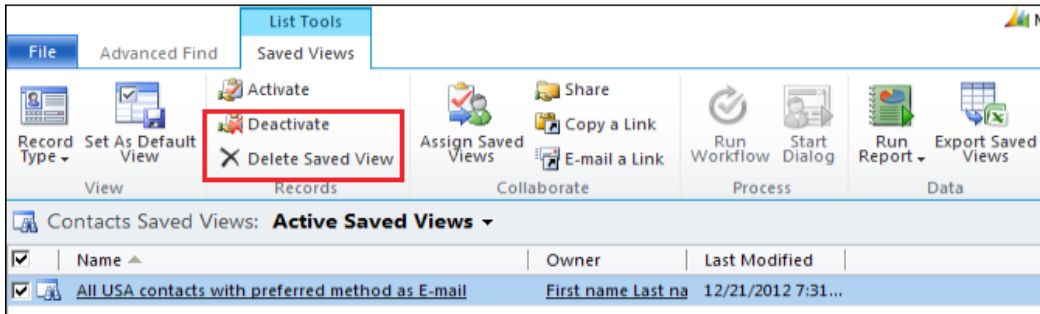 List Tools
File Advanced Find Saved Views
Record Type
Set As Default View
Activate
Deactivate
Delete Saved View
Assign Saved Views
Share
Copy a Link
E-mail a Link
Run Workflow
Start Dialog
Run Report
Export Saved Views
View Records Collaborate Process Data
Contacts Saved Views: Active Saved Views
Name Owner Last Modified
All USA contacts with preferred method as E-mail First name Last na 12/21/2012 7:31...